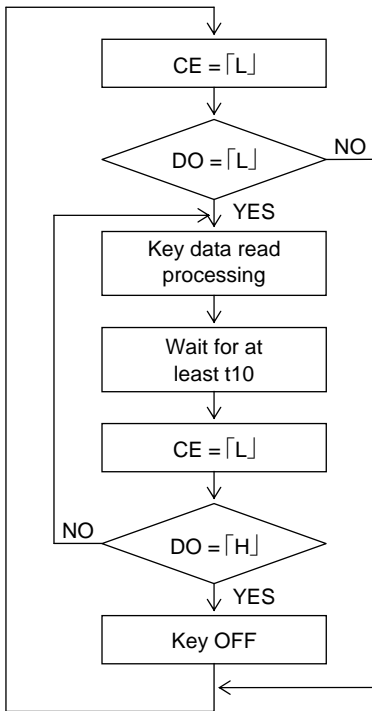 CE =「L」
DO =「L」
NO
YES
Key data read
processing
Wait for at
least t10
CE =「L」
NO
DO =「H」
YES
Key OFF